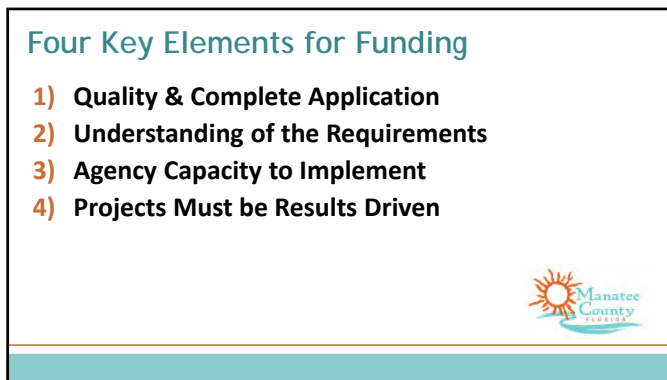 Four Key Elements for Funding
1) Quality & Complete Application
2) Understanding of the Requirements
3) Agency Capacity to Implement
4) Projects Must be Results Driven
Manatee
County
FLORIDA